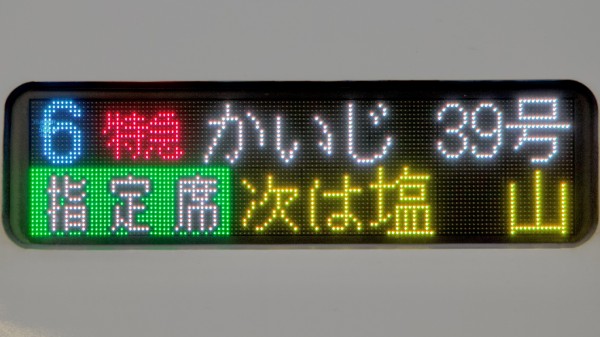 6 特急 かいじ 39号
指定席 次は塩 山